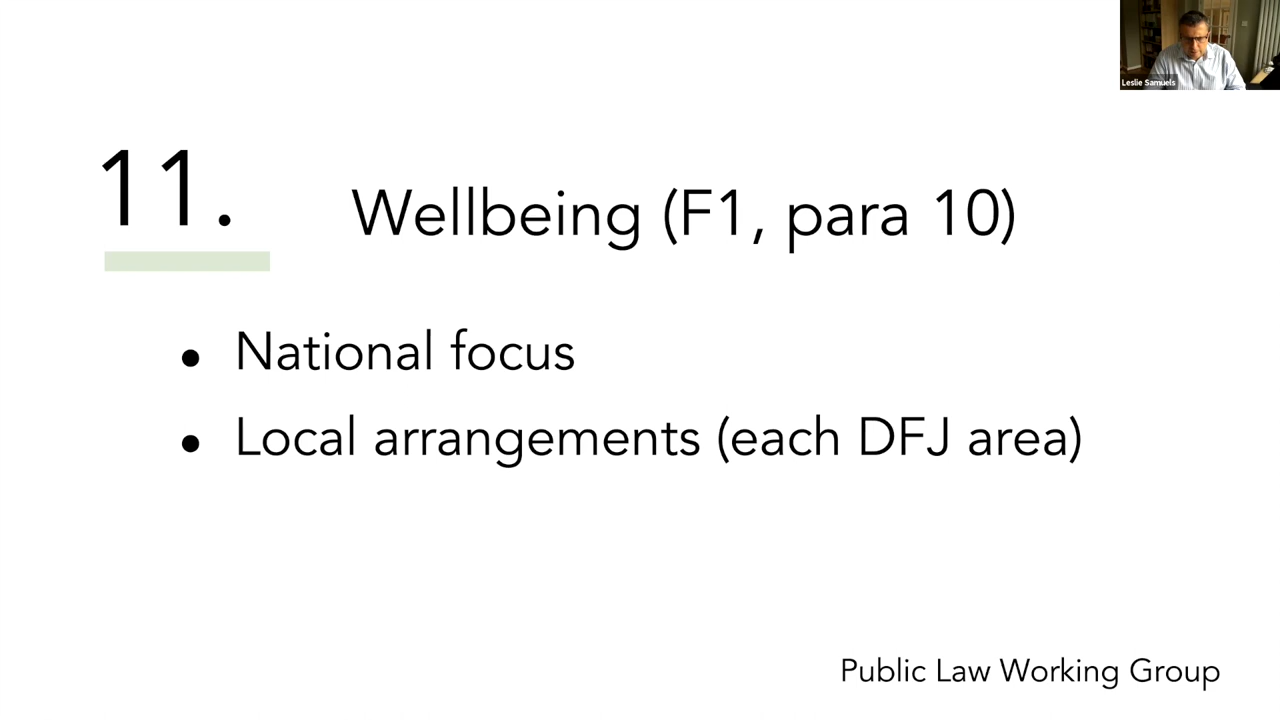 Leslie Samuels
11. Wellbeing (F1, para 10)
• National focus
• Local arrangements (each DFJ area)
Public Law Working Group